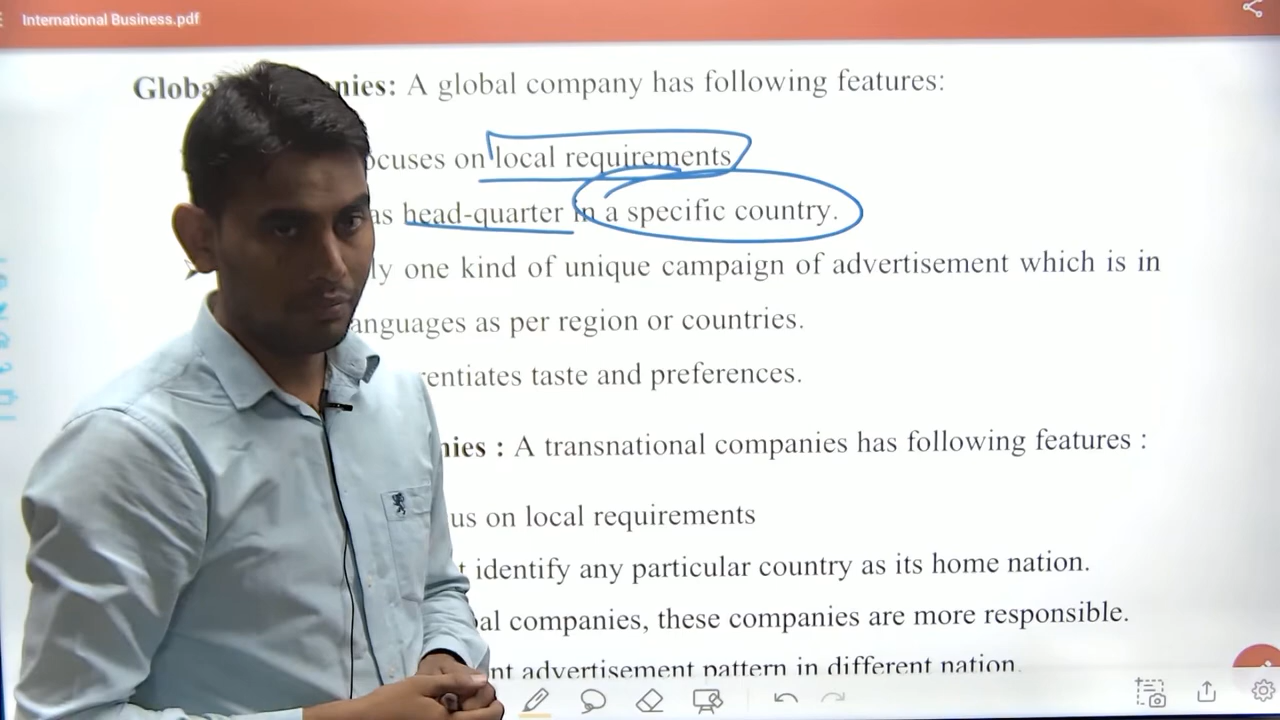 International Business.pdf
Globa nies: A global company has following features:
ocuses on local requirements
as head-quarter in a specific country.
ly one kind of unique campaign of advertisement which is in
anguages as per region or countries.
rentiates taste and preferences.
nies : A transnational companies has following features :
us on local requirements
t identify any particular country as its home nation.
al companies, these companies are more responsible.
nt advertisement pattern in different nation.